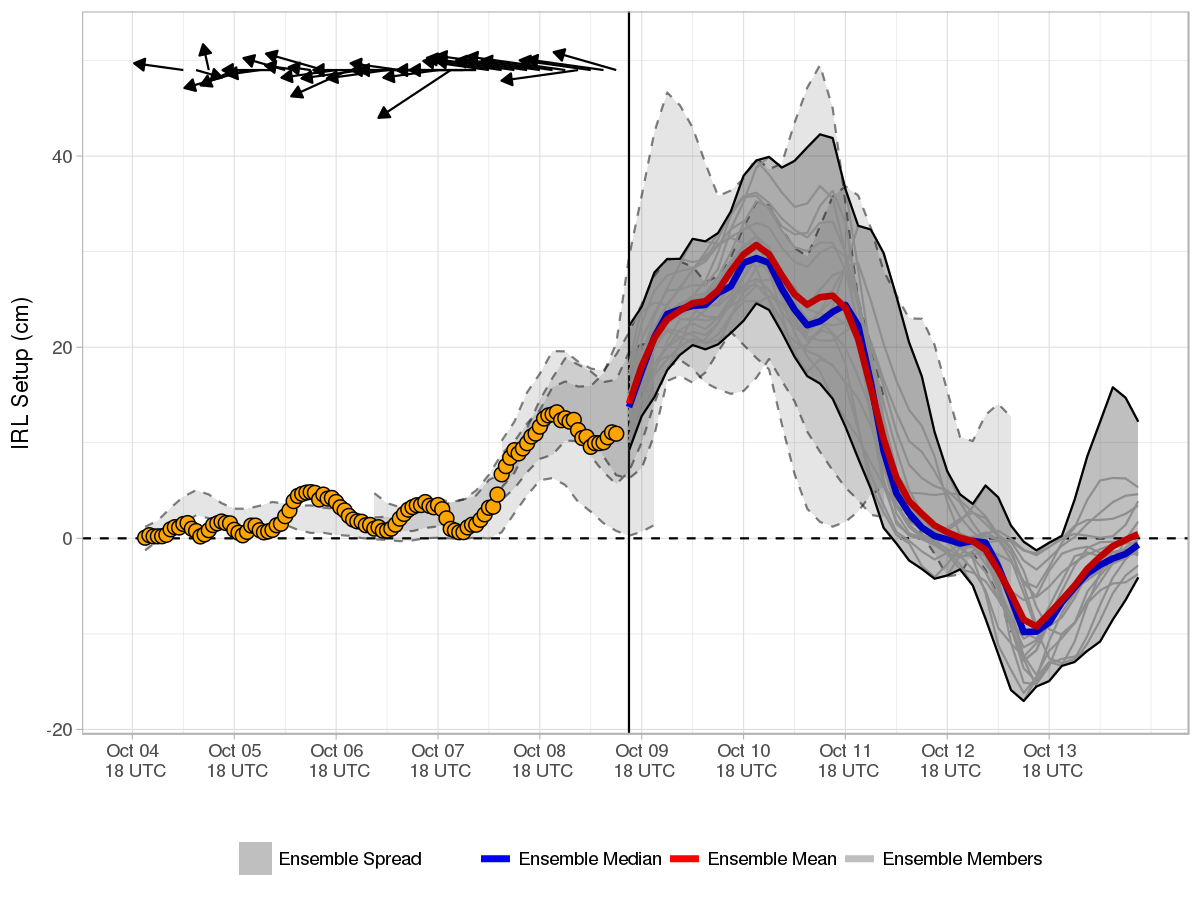 IRL Setup (cm)
40
20
0
-20
Oct 04 Oct 05 Oct 06 Oct 07 Oct 08 Oct 09 Oct 10 Oct 11 Oct 12 Oct 13
18 UTC 18 UTC 18 UTC 18 UTC 18 UTC 18 UTC 18 UTC 18 UTC 18 UTC 18 UTC
Ensemble Spread Ensemble Median Ensemble Mean Ensemble Members